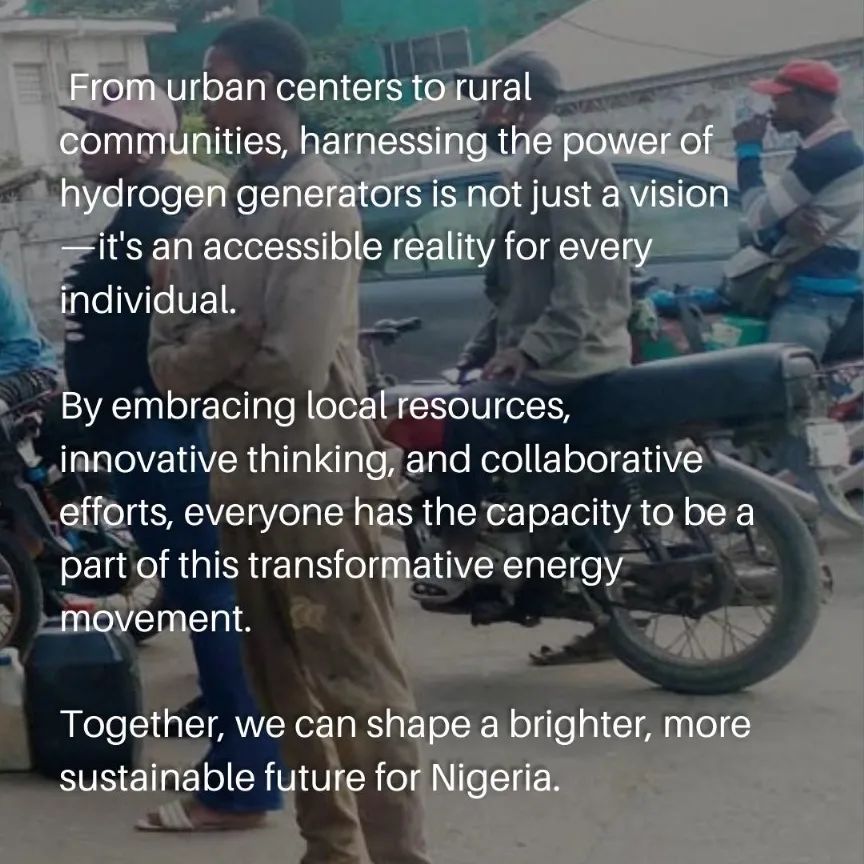 From urban centers to rural
communities, harnessing the power of
hydrogen generators is not just a vision
—it's an accessible reality for every
individual.
By embracing local resources,
innovative thinking, and collaborative
efforts, everyone has the capacity to be a
part of this transformative energy
movement.
Together, we can shape a brighter, more
sustainable future for Nigeria.